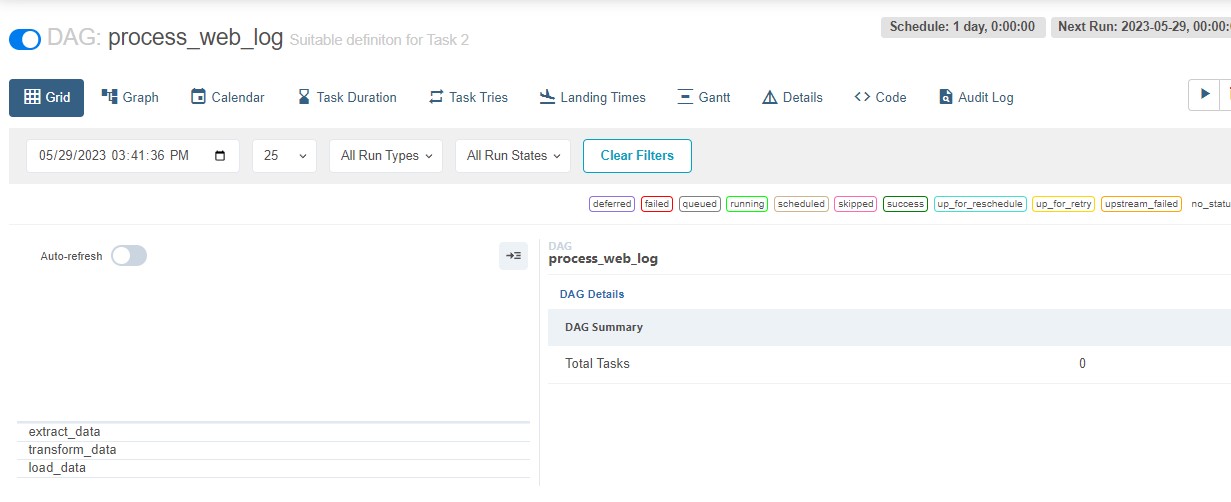 DAG: process_web_log Suitable definiton for Task 2
Schedule: 1 day, 0:00:00 Next Run: 2023-05-29, 00:00:
Grid Graph Calendar Task Duration Task Tries Landing Times Gantt Details Code Audit Log
05/29/2023 03:41:36 PM 25 All Run Types All Run States Clear Filters
deferred failed queued running scheduled skipped success up_for_reschedule up_for_retry upstream_failed no_statu
Auto-refresh
DAG
process_web_log
DAG Details
DAG Summary
Total Tasks 0
extract_data
transform_data
load_data